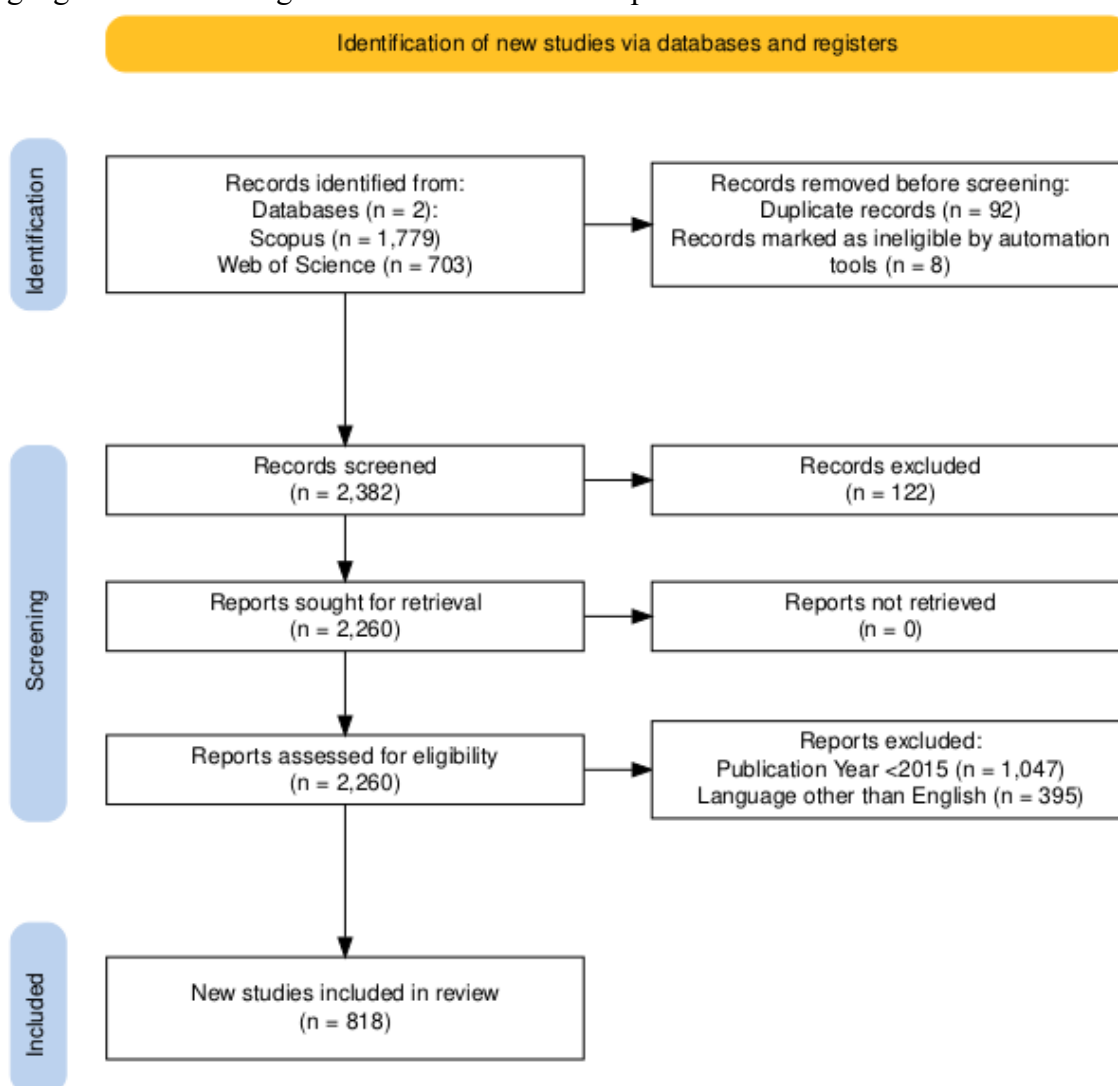 Identification of new studies via databases and registers
Identification
Records identified from:
Databases (n = 2):
Scopus (n = 1,779)
Web of Science (n = 703)
Records removed before screening:
Duplicate records (n = 92)
Records marked as ineligible by automation
tools (n = 8)
Screening
Records screened
(n = 2,382)
Records excluded
(n = 122)
Reports sought for retrieval
(n = 2,260)
Reports not retrieved
(n = 0)
Reports assessed for eligibility
(n = 2,260)
Reports excluded:
Publication Year <2015 (n = 1,047)
Language other than English (n = 395)
Included
New studies included in review
(n = 818)